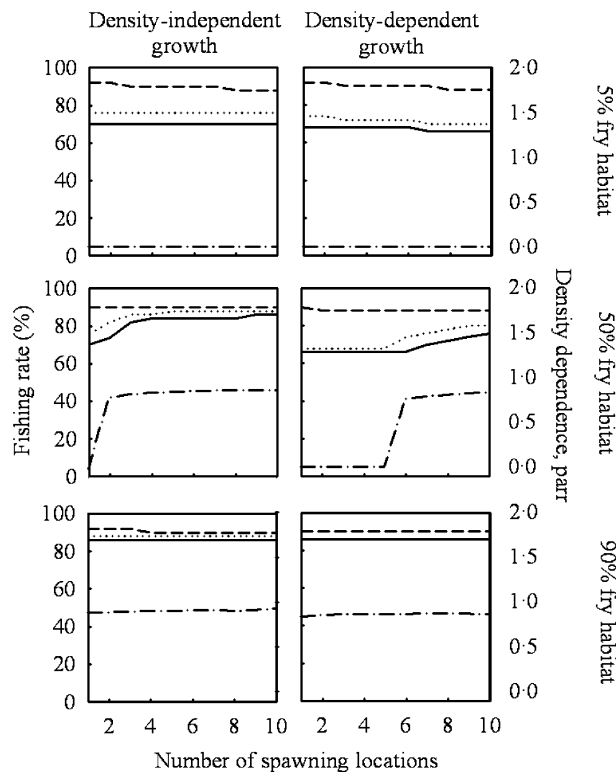 Density-independent
growth
Density-dependent
growth
100
80
60
40
20
0
2·0
1·5
1·0
0·5
0·0
5% fry habitat
100
80
60
40
20
0
2·0
1·5
1·0
0·5
0·0
50% fry habitat
100
80
60
40
20
0
2·0
1·5
1·0
0·5
0·0
90% fry habitat
Fishing rate (%)
Density dependence, parr
2 4 6 8 10
2 4 6 8 10
Number of spawning locations